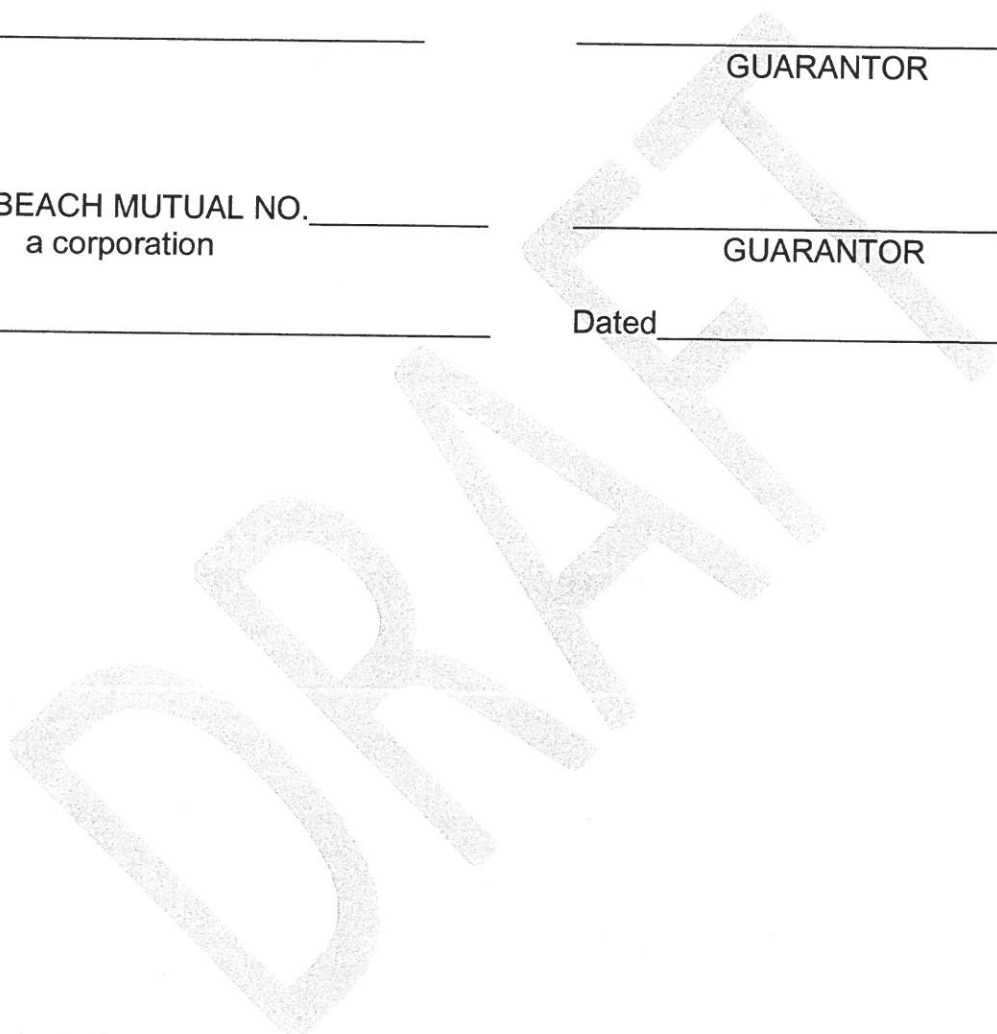 GUARANTOR
BEACH MUTUAL NO.
a corporation
GUARANTOR
Dated
DRAFT